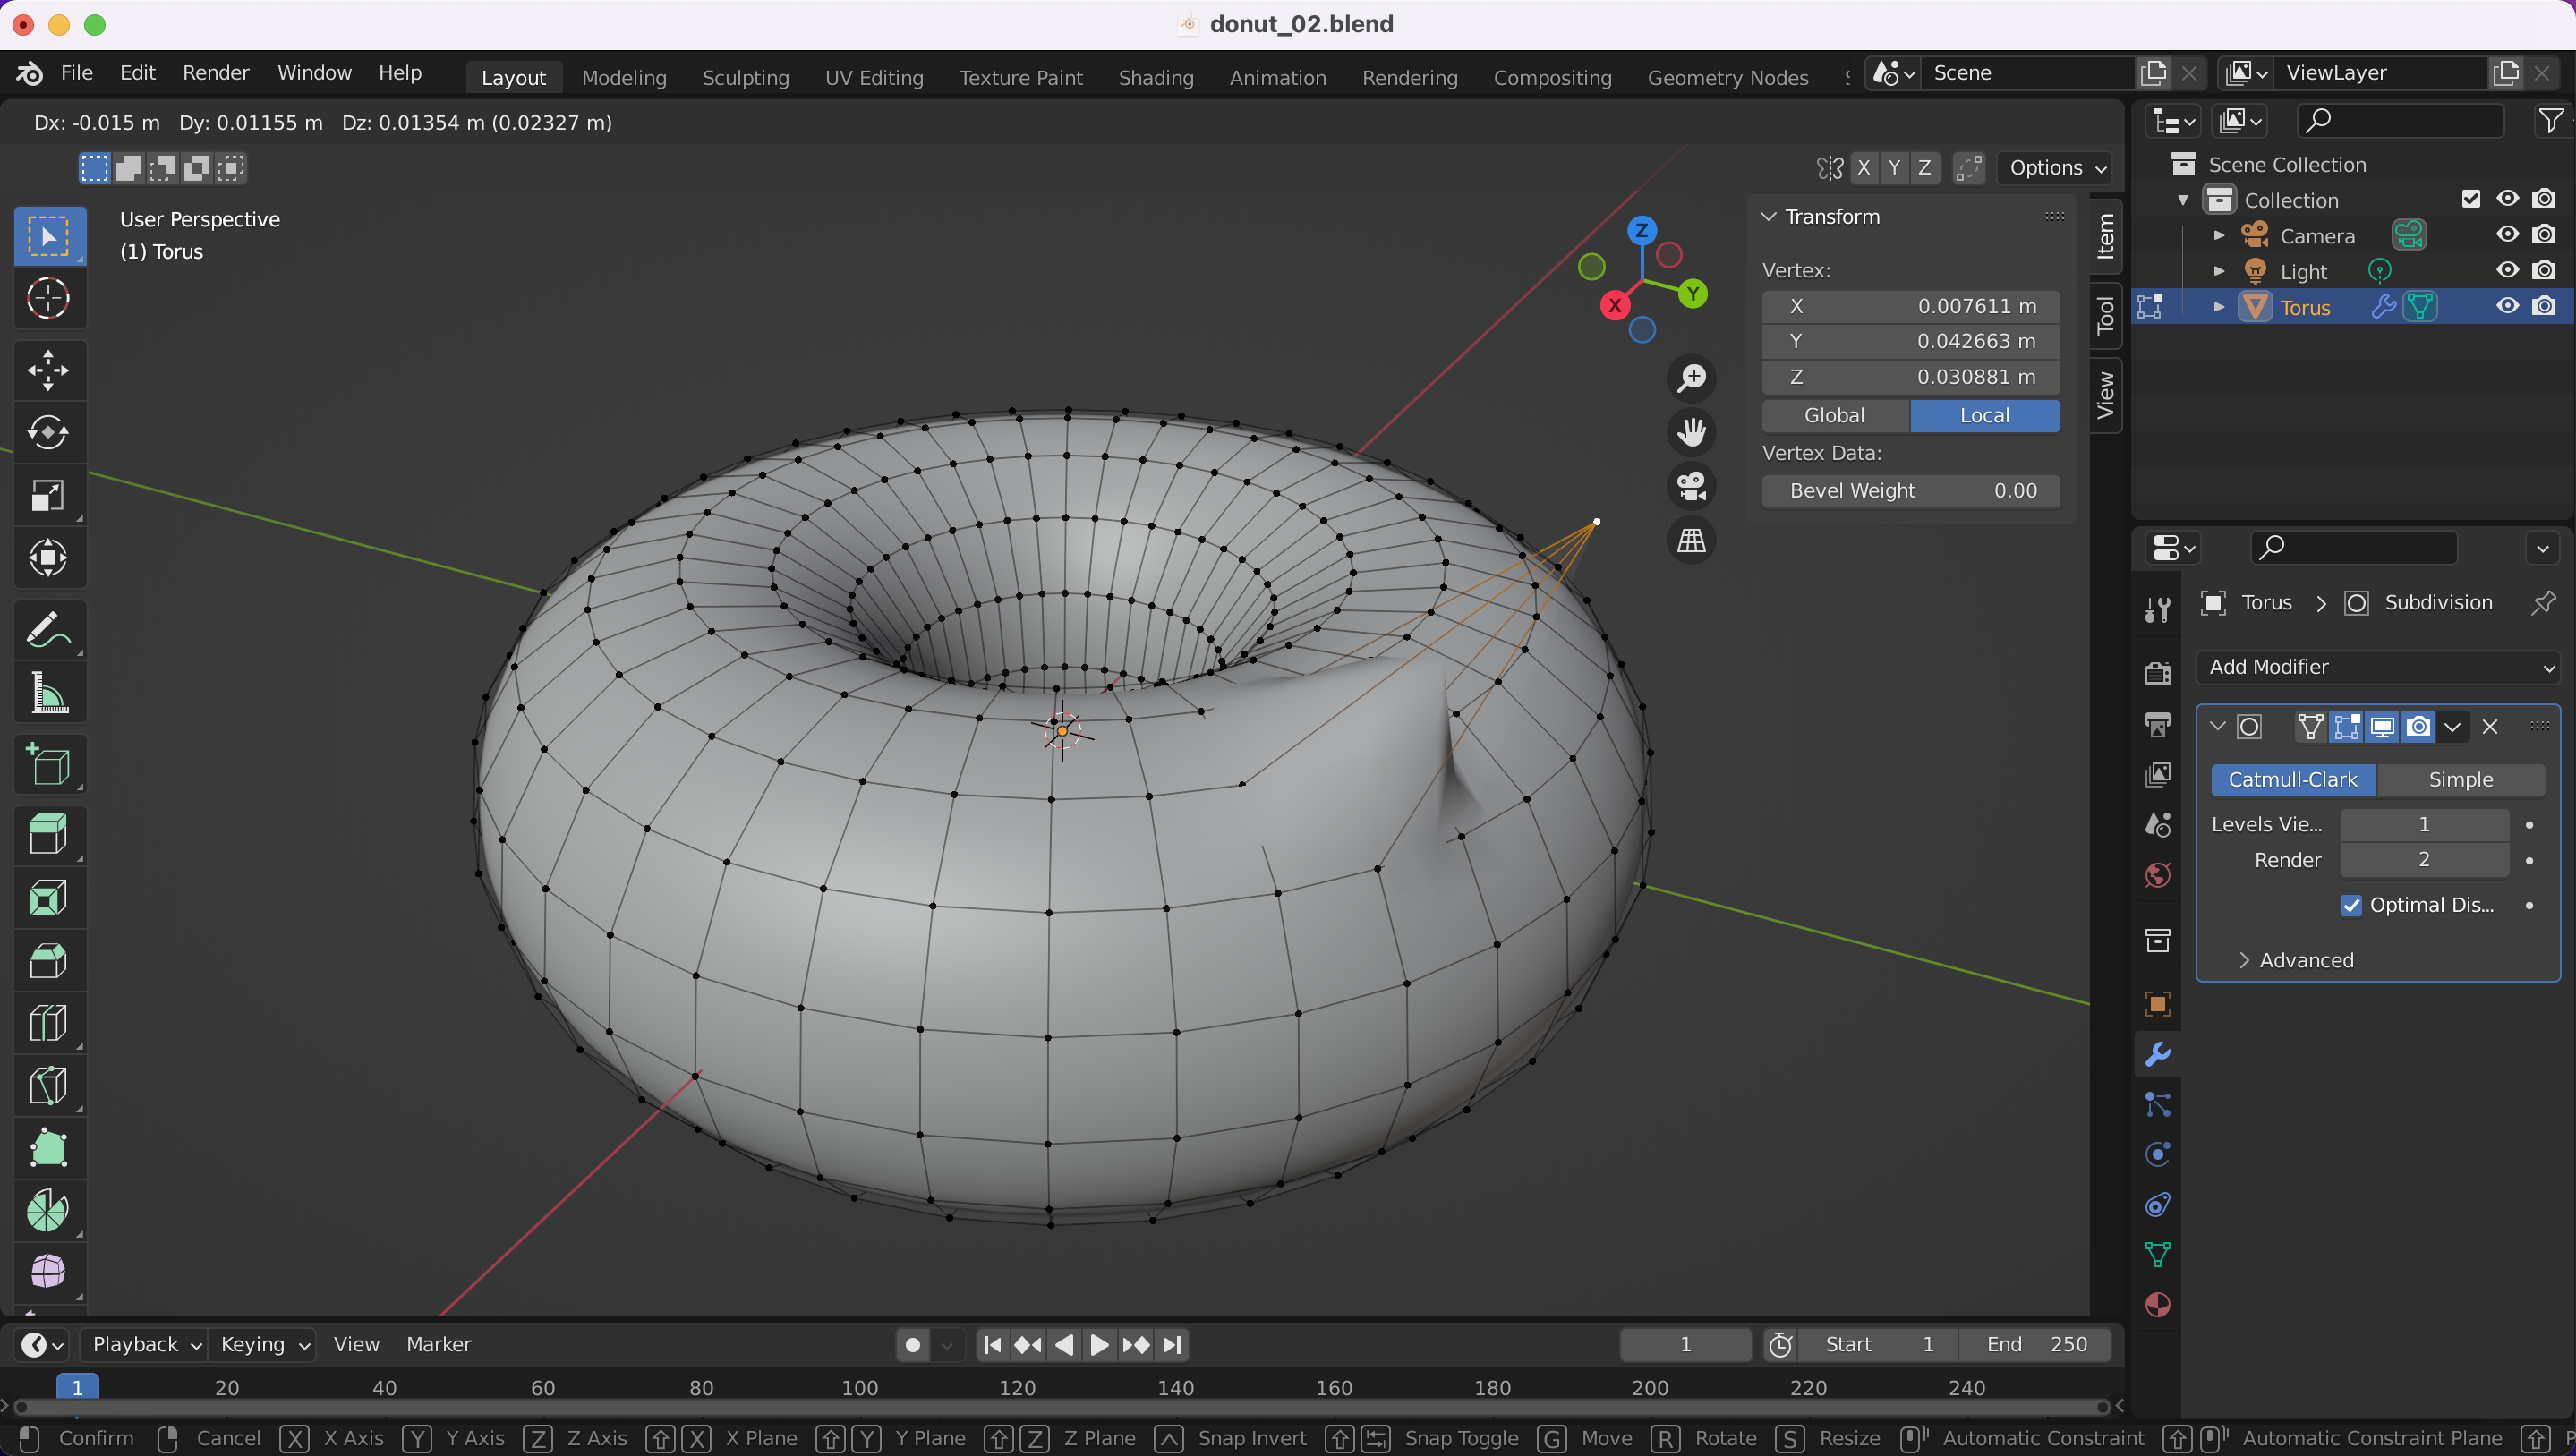 donut_02.blend
File Edit Render Window Help Layout Modeling Sculpting UV Editing Texture Paint Shading Animation Rendering Compositing Geometry Nodes Scene ViewLayer
Dx: -0.015 m Dy: 0.01155 m Dz: 0.01354 m (0.02327 m)
X Y Z Options
User Perspective
(1) Torus
Z
Y
X
Transform
Vertex:
X 0.007611 m
Y 0.042663 m
Z 0.030881 m
Global Local
Vertex Data:
Bevel Weight 0.00
Item
Tool
View
Scene Collection
Collection
Camera
Light
Torus
Torus > Subdivision
Add Modifier
Catmull-Clark Simple
Levels Vie... 1
Render 2
Optimal Dis...
Advanced
Playback Keying View Marker 1 Start 1 End 250
1 20 40 60 80 100 120 140 160 180 200 220 240
Confirm Cancel X X Axis Y Y Axis Z Z Axis X X Plane Y Y Plane Z Z Plane Snap Invert Snap Toggle G Move R Rotate S Resize Automatic Constraint Automatic Constraint Plane